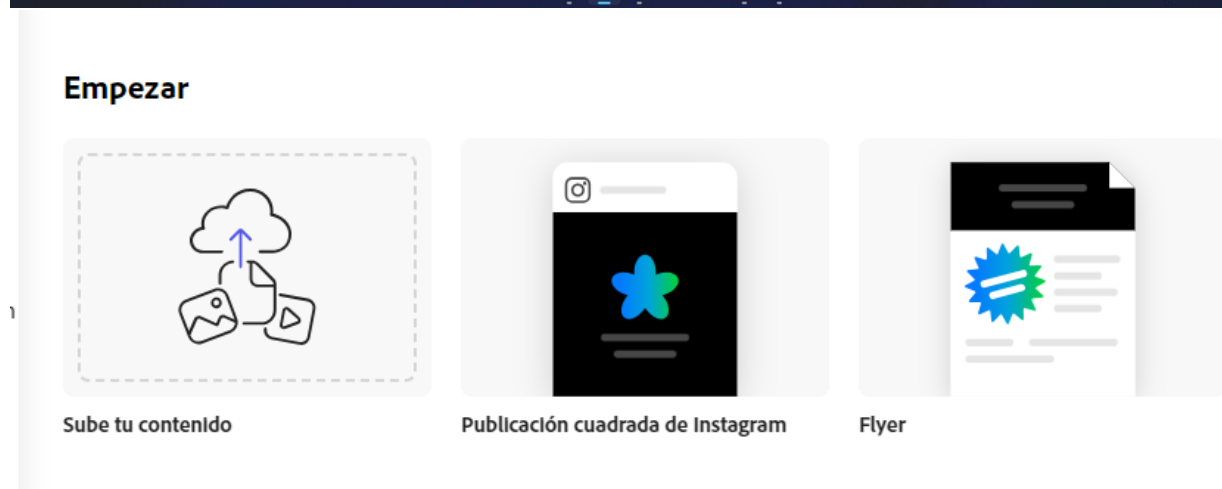 Empezar
Sube tu contenido
Publicación cuadrada de Instagram
Flyer